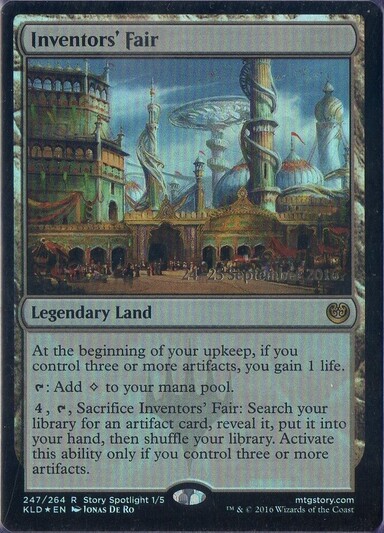 Inventors' Fair
24-25 September 2016
Legendary Land
At the beginning of your upkeep, if you
control three or more artifacts, you gain 1 life.
: Add ◇ to your mana pool.
4, , Sacrifice Inventors' Fair: Search your
library for an artifact card, reveal it, put it into
your hand, then shuffle your library. Activate
this ability only if you control three or more
artifacts.
247/264 R Story Spotlight 1/5
mtgstory.com
KLD★EN Jonas De Ro
™ & © 2016 Wizards of the Coast